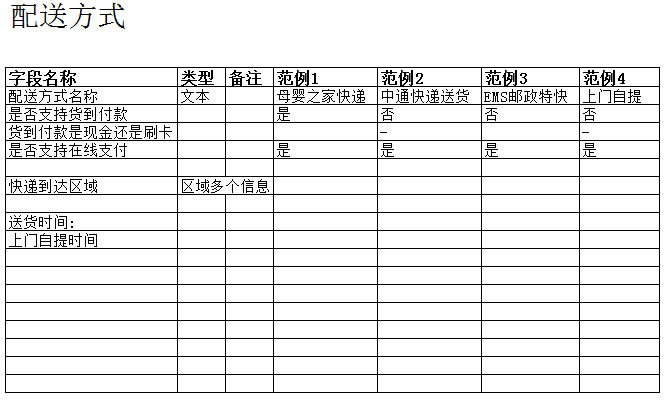 配送方式
字段名称 类型 备注 范例1 范例2 范例3 范例4
配送方式名称 文本 母婴之家快递 中通快递送货 EMS邮政特快 上门自提
是否支持货到付款 是 否 否 否
货到付款是现金还是刷卡 - -
是否支持在线支付 是 是 是 是
快递到达区域 区域多个信息
送货时间:
上门自提时间